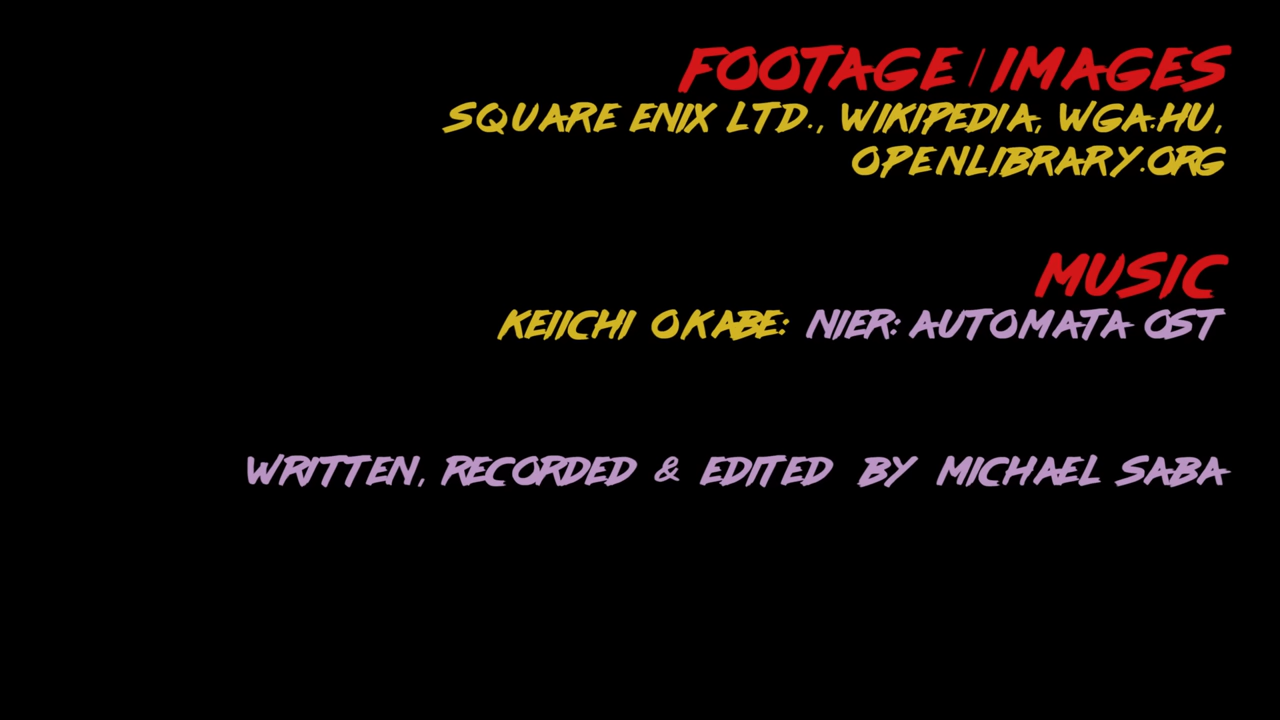 FOOTAGE / IMAGES
SQUARE ENIX LTD., WIKIPEDIA, WGA.HU,
OPENLIBRARY.ORG
MUSIC
KEIICHI OKABE: NIER: AUTOMATA OST
WRITTEN, RECORDED & EDITED BY MICHAEL SABA